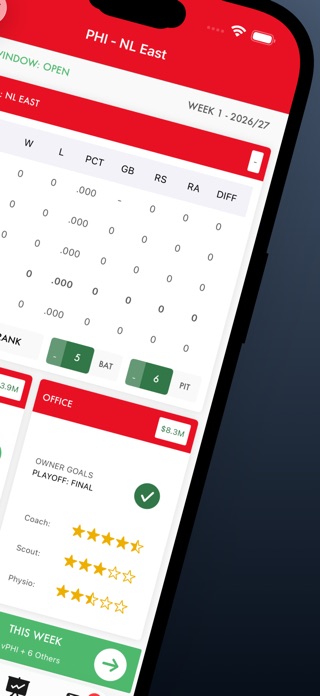 PHI - NL East
WINDOW: OPEN
WEEK 1 - 2026/27
: NL EAST -
W L PCT GB RS RA DIFF
0 0 .000 - 0 0 0
0 0 .000 0 0 0 0
0 0 .000 0 0 0 0
0 .000 0 0 0 0
0 .000 0 0 0 0
RANK - 5 BAT - 6 PIT
3.9M
OFFICE $8.3M
OWNER GOALS
PLAYOFF: FINAL
Coach:
Scout:
Physio:
THIS WEEK
vPHI + 6 Others